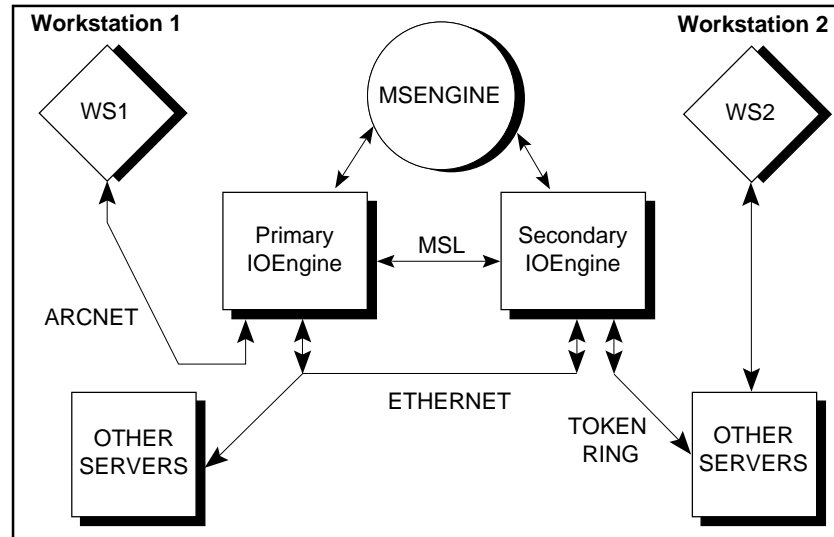 Workstation 1
Workstation 2
WS1
MSENGINE
WS2
Primary
IOEngine
MSL
Secondary
IOEngine
ARCNET
ETHERNET
TOKEN
RING
OTHER
SERVERS
OTHER
SERVERS